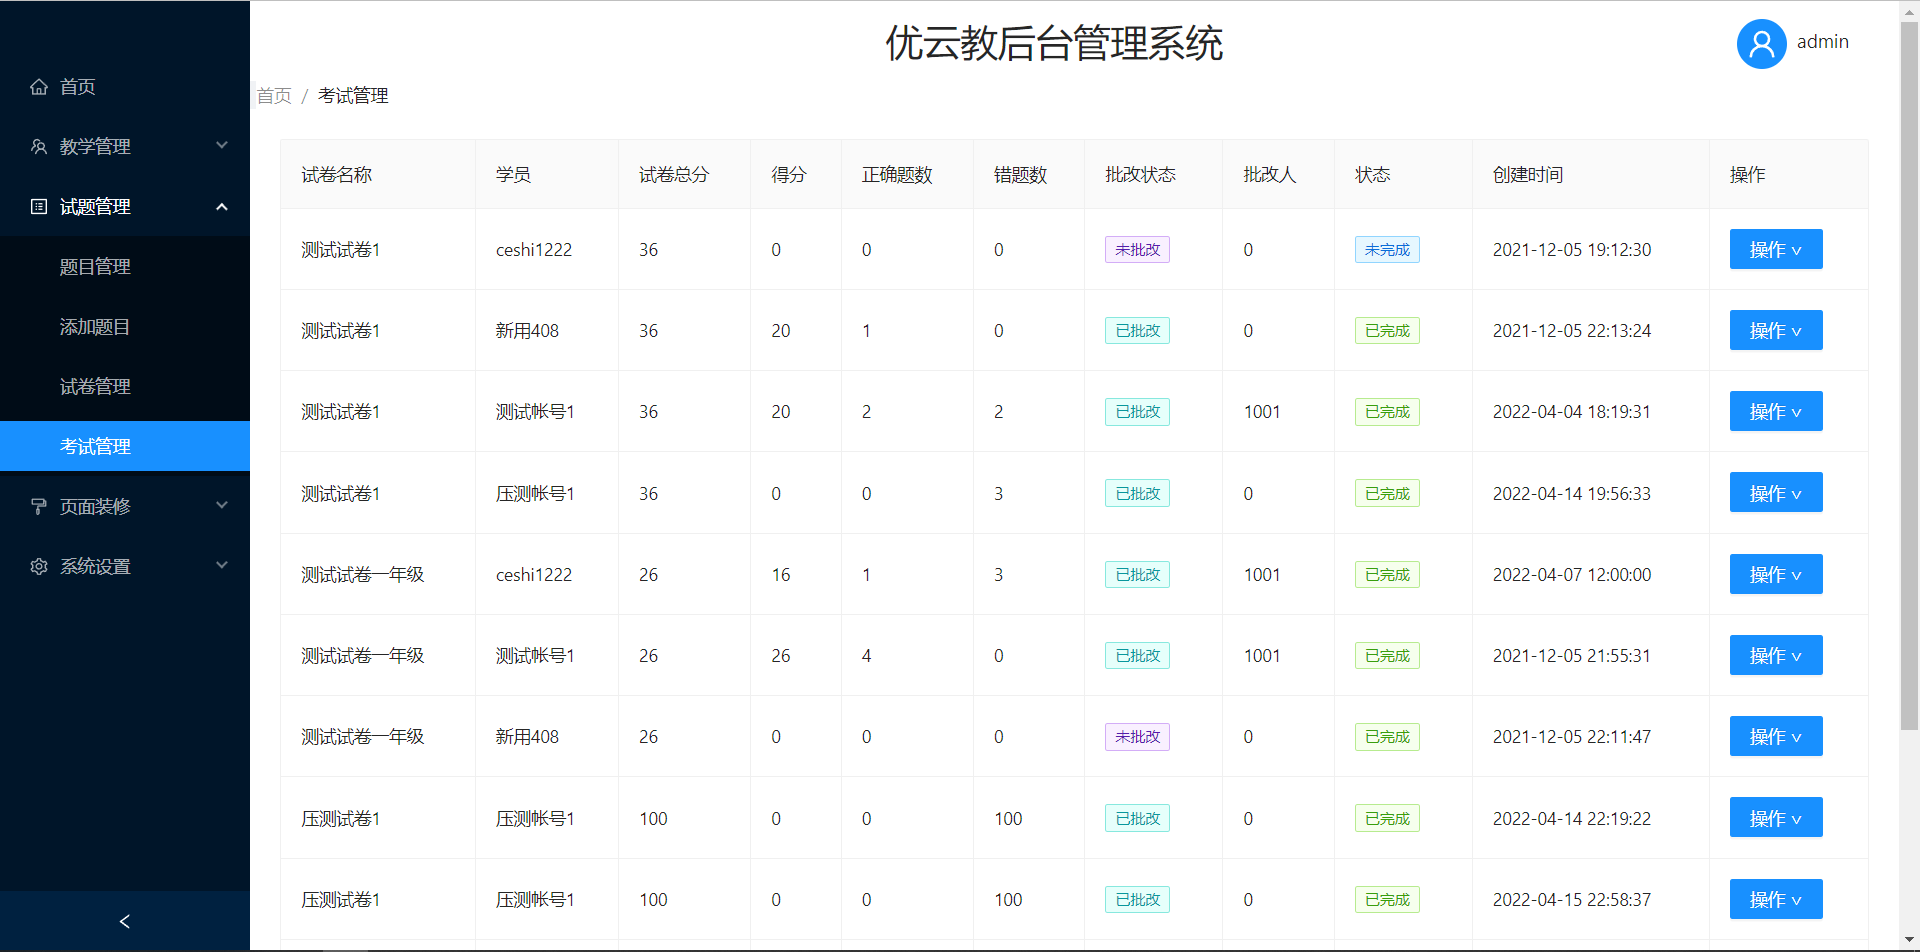 优云教后台管理系统
admin
首页
教学管理
试题管理
题目管理
添加题目
试卷管理
考试管理
页面装修
系统设置
<
首页 / 考试管理
试卷名称 学员 试卷总分 得分 正确题数 错题数 批改状态 批改人 状态 创建时间 操作
测试试卷1 ceshi1222 36 0 0 0 未批改 0 未完成 2021-12-05 19:12:30 操作
测试试卷1 新用408 36 20 1 0 已批改 0 已完成 2021-12-05 22:13:24 操作
测试试卷1 测试帐号1 36 20 2 2 已批改 1001 已完成 2022-04-04 18:19:31 操作
测试试卷1 压测帐号1 36 0 0 3 已批改 0 已完成 2022-04-14 19:56:33 操作
测试试卷一年级 ceshi1222 26 16 1 3 已批改 1001 已完成 2022-04-07 12:00:00 操作
测试试卷一年级 测试帐号1 26 26 4 0 已批改 1001 已完成 2021-12-05 21:55:31 操作
测试试卷一年级 新用408 26 0 0 0 未批改 0 已完成 2021-12-05 22:11:47 操作
压测试卷1 压测帐号1 100 0 0 100 已批改 0 已完成 2022-04-14 22:19:22 操作
压测试卷1 压测帐号1 100 0 0 100 已批改 0 已完成 2022-04-15 22:58:37 操作